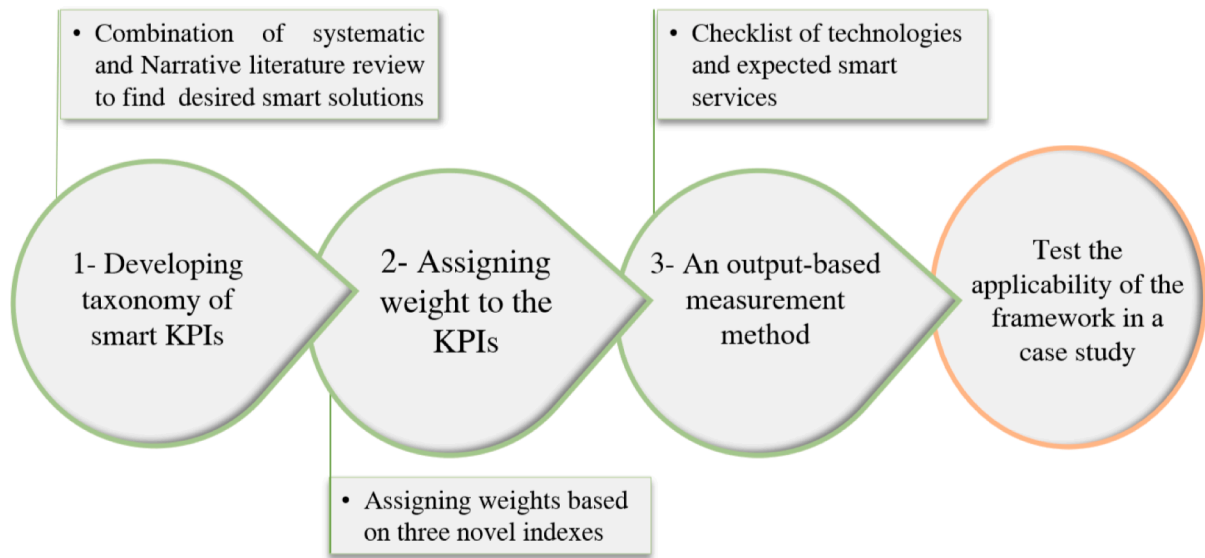 • Combination of systematic
and Narrative literature review
to find desired smart solutions
• Checklist of technologies
and expected smart
services
1- Developing
taxonomy of
smart KPIs
2- Assigning
weight to the
KPIs
3- An output-based
measurement
method
Test the
applicability of the
framework in a
case study
• Assigning weights based
on three novel indexes